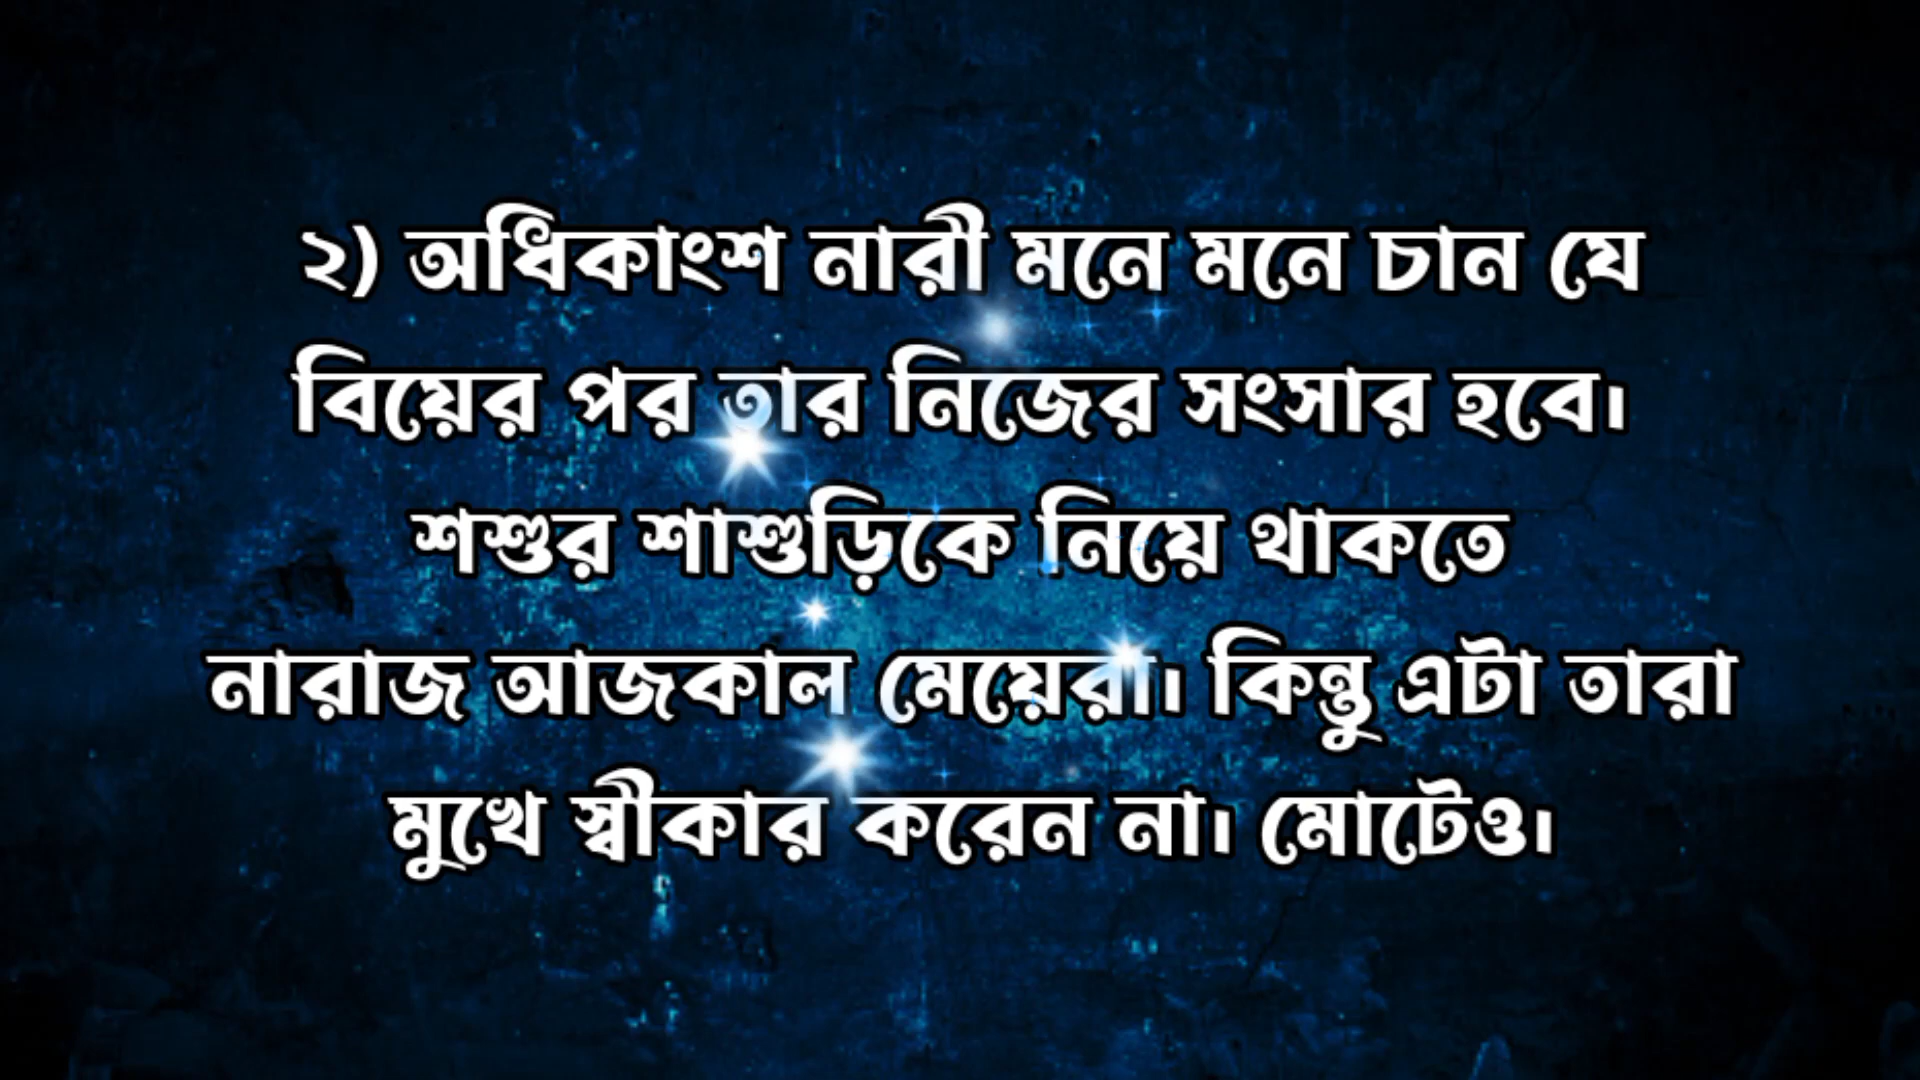 ২) অধিকাংশ নারী মনে মনে চান যে
বিয়ের পর তার নিজের সংসার হবে।
শশুর শাশুড়িকে নিয়ে থাকতে
নারাজ আজকাল মেয়েরা। কিন্তু এটা তারা
মুখে স্বীকার করেন না। মোটেও।